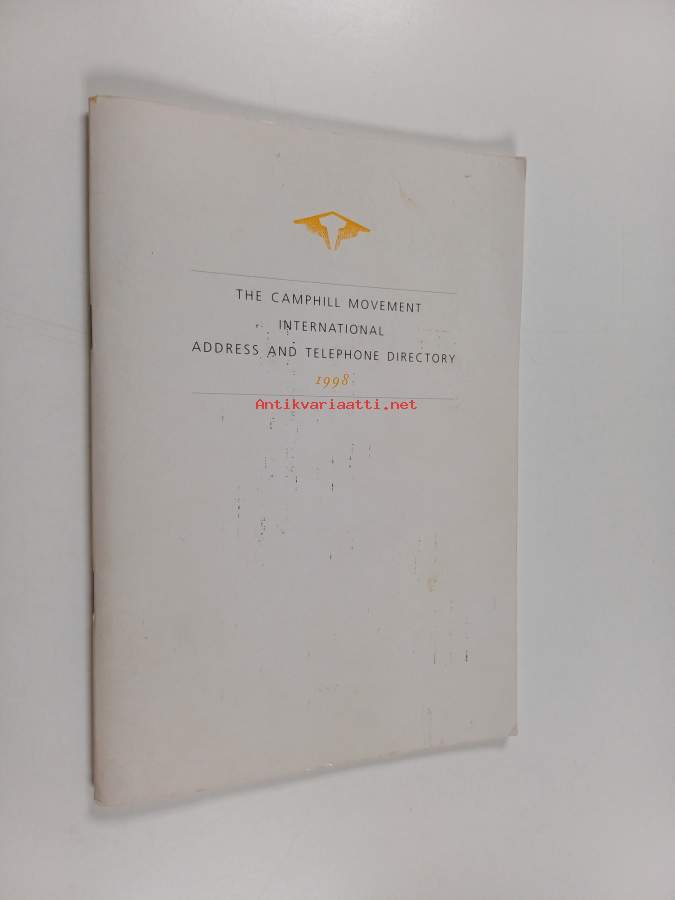 THE CAMPHILL MOVEMENT
INTERNATIONAL
ADDRESS AND TELEPHONE DIRECTORY
1998
Antikvariaatti.net